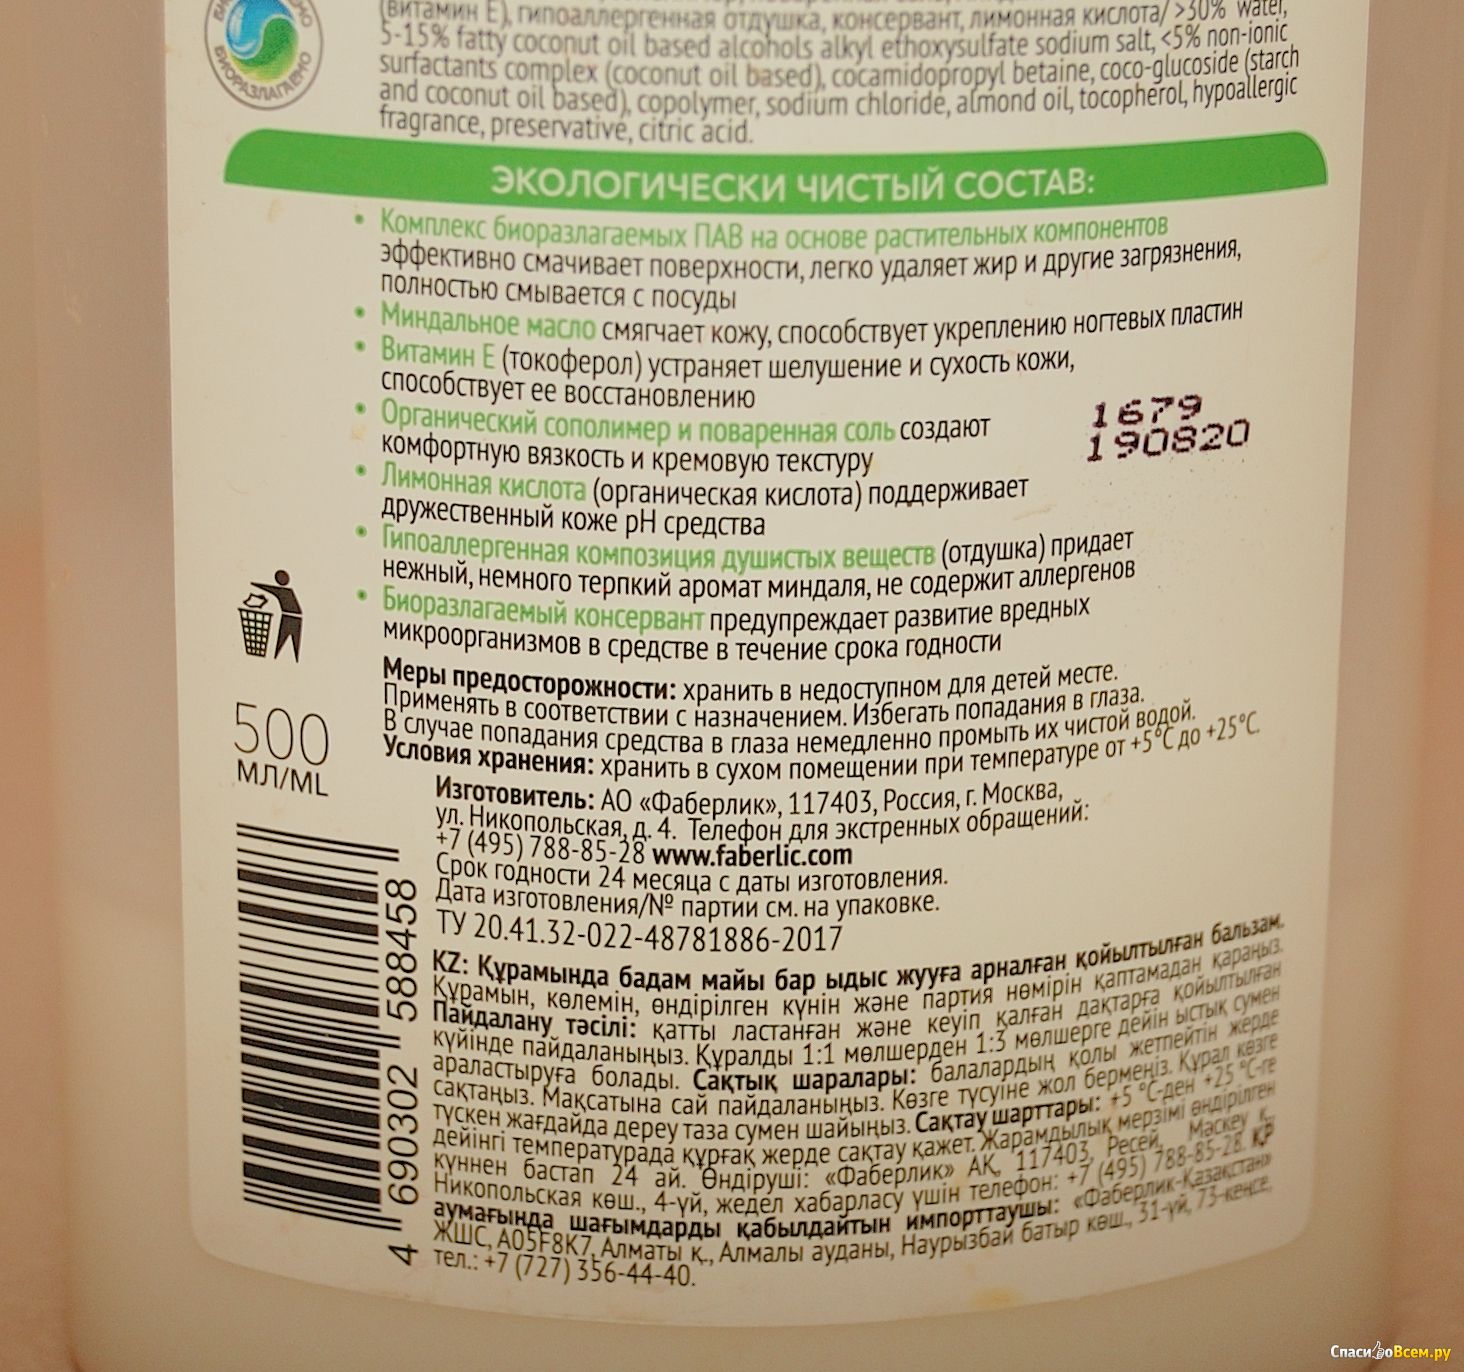 БИОРАЗЛАГАЕМО
(витамин Е), гипоаллергенная отдушка, консервант, лимонная кислота/ >30% water,
5-15% fatty coconut oil based alcohols alkyl ethoxysulfate sodium salt, <5% non-ionic
surfactants complex (coconut oil based), cocamidopropyl betaine, coco-glucoside (starch
and coconut oil based), copolymer, sodium chloride, almond oil, tocopherol, hypoallergic
fragrance, preservative, citric acid.
ЭКОЛОГИЧЕСКИ ЧИСТЫЙ СОСТАВ:
• Комплекс биоразлагаемых ПАВ на основе растительных компонентов
эффективно смачивает поверхности, легко удаляет жир и другие загрязнения,
полностью смывается с посуды
• Миндальное масло смягчает кожу, способствует укреплению ногтевых пластин
• Витамин Е (токоферол) устраняет шелушение и сухость кожи,
способствует ее восстановлению
• Органический сополимер и поваренная соль создают
комфортную вязкость и кремовую текстуру
1679
190820
• Лимонная кислота (органическая кислота) поддерживает
дружественный коже pH средства
• Гипоаллергенная композиция душистых веществ (отдушка) придает
нежный, немного терпкий аромат миндаля, не содержит аллергенов
• Биоразлагаемый консервант предупреждает развитие вредных
микроорганизмов в средстве в течение срока годности
Меры предосторожности: хранить в недоступном для детей месте.
Применять в соответствии с назначением. Избегать попадания в глаза.
В случае попадания средства в глаза немедленно промыть их чистой водой.
Условия хранения: хранить в сухом помещении при температуре от +5°С до +25°С.
500
МЛ/ML
Изготовитель: АО «Фаберлик», 117403, Россия, г. Москва,
ул. Никопольская, д. 4. Телефон для экстренных обращений:
+7 (495) 788-85-28 www.faberlic.com
Срок годности 24 месяца с даты изготовления.
Дата изготовления/№ партии см. на упаковке.
ТУ 20.41.32-022-48781886-2017
KZ: Құрамында бадам майы бар ыдыс жууға арналған қойылтылған бальзам.
Құрамын, көлемін, өндірілген күнін және партия нөмірін қаптамадан қараңыз.
Пайдалану тәсілі: қатты ластанған және кеуіп қалған дақтарға қойылтылған
күйінде пайдаланыңыз. Құралды 1:1 мөлшерден 1:3 мөлшерге дейін ыстық сумен
араластыруға болады. Сақтық шаралары: балалардың қолы жетпейтін жерде
сақтаңыз. Мақсатына сай пайдаланыңыз. Көзге түсуіне жол бермеңіз. Құрал көзге
түскен жағдайда дереу таза сумен шайыңыз. Сақтау шарттары: +5 °С-ден +25 °С-ге
дейінгі температурада құрғақ жерде сақтау қажет. Жарамдылық мерзімі өндірілген
күннен бастап 24 ай. Өндіруші: «Фаберлик» АҚ, 117403, Ресей, Мәскеу қ.,
Никопольская көш., 4-үй, жедел хабарласу үшін телефон: +7 (495) 788-85-28. ҚР
аумағында шағымдарды қабылдайтын импорттаушы: «Фаберлик-Қазақстан»
ЖШС, A05F8K7, Алматы қ., Алмалы ауданы, Наурызбай батыр көш., 31-үй, 73-кеңсе,
тел.: +7 (727) 356-44-40.
4 690302 588458
СпасибоВсем.ру